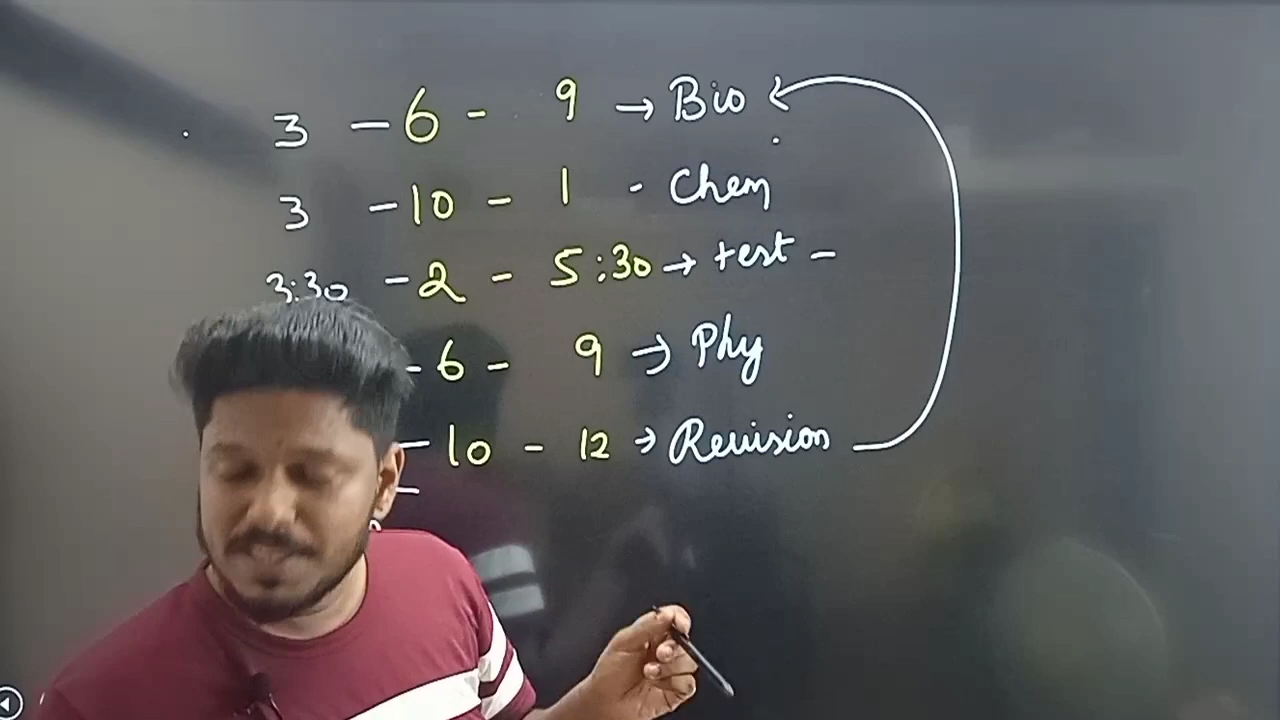 3 - 6 - 9 → Bio
3 - 10 - 1 - Chem
3:30 - 2 - 5:30 → test -
- 6 - 9 → Phy
- 10 - 12 → Revision
-